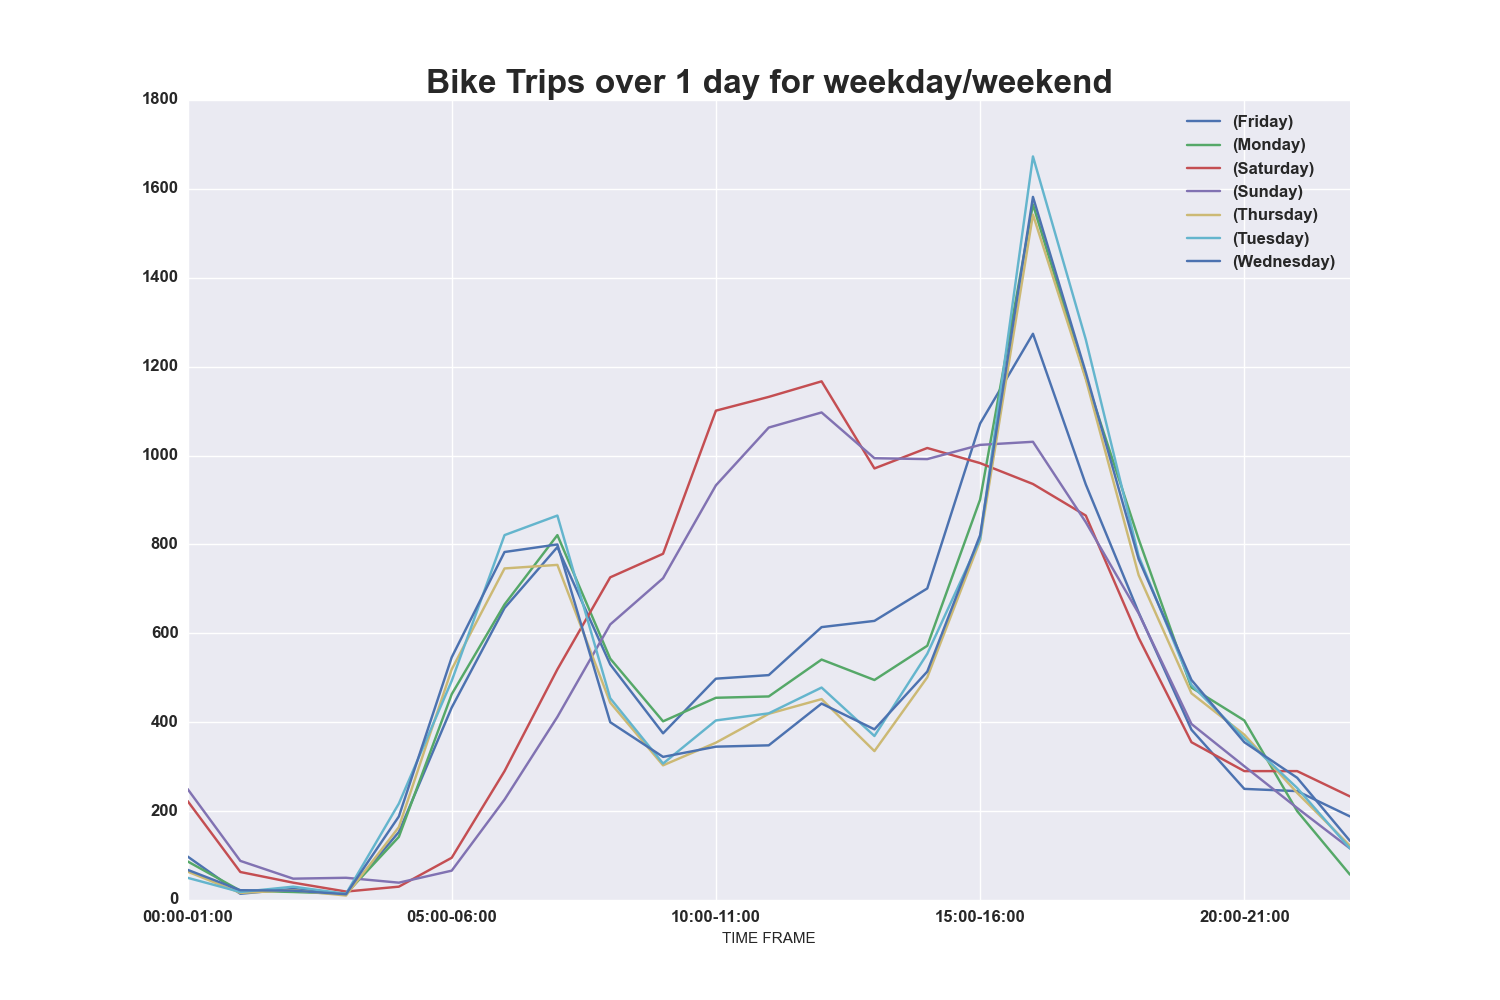 Bike Trips over 1 day for weekday/weekend
1800
1600
1400
1200
1000
800
600
400
200
0
(Friday)
(Monday)
(Saturday)
(Sunday)
(Thursday)
(Tuesday)
(Wednesday)
00:00-01:00 05:00-06:00 10:00-11:00 15:00-16:00 20:00-21:00
TIME FRAME